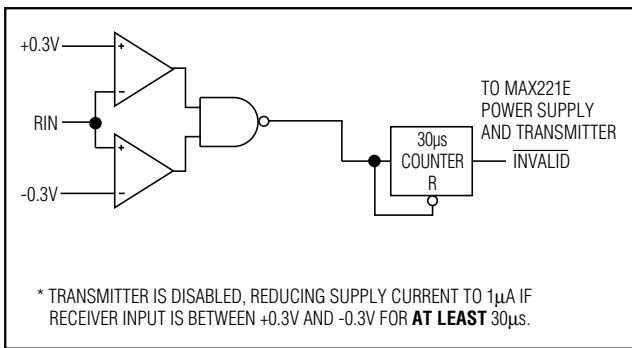 +0.3V
+
-
RIN
+
-0.3V
-
30µs
COUNTER
R
TO MAX221E
POWER SUPPLY
AND TRANSMITTER
INVALID
* TRANSMITTER IS DISABLED, REDUCING SUPPLY CURRENT TO 1µA IF
RECEIVER INPUT IS BETWEEN +0.3V AND -0.3V FOR AT LEAST 30µs.